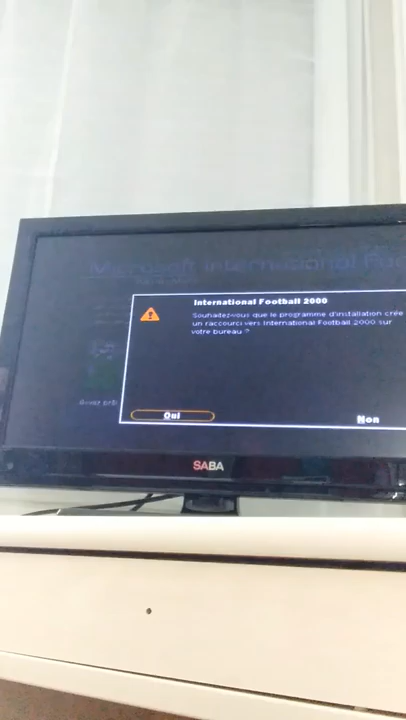 Microsoft International Foo
International Football 2000
Souhaitez-vous que le programme d'installation crée
un raccourci vers International Football 2000 sur
votre bureau ?
Oui
Non
SABA